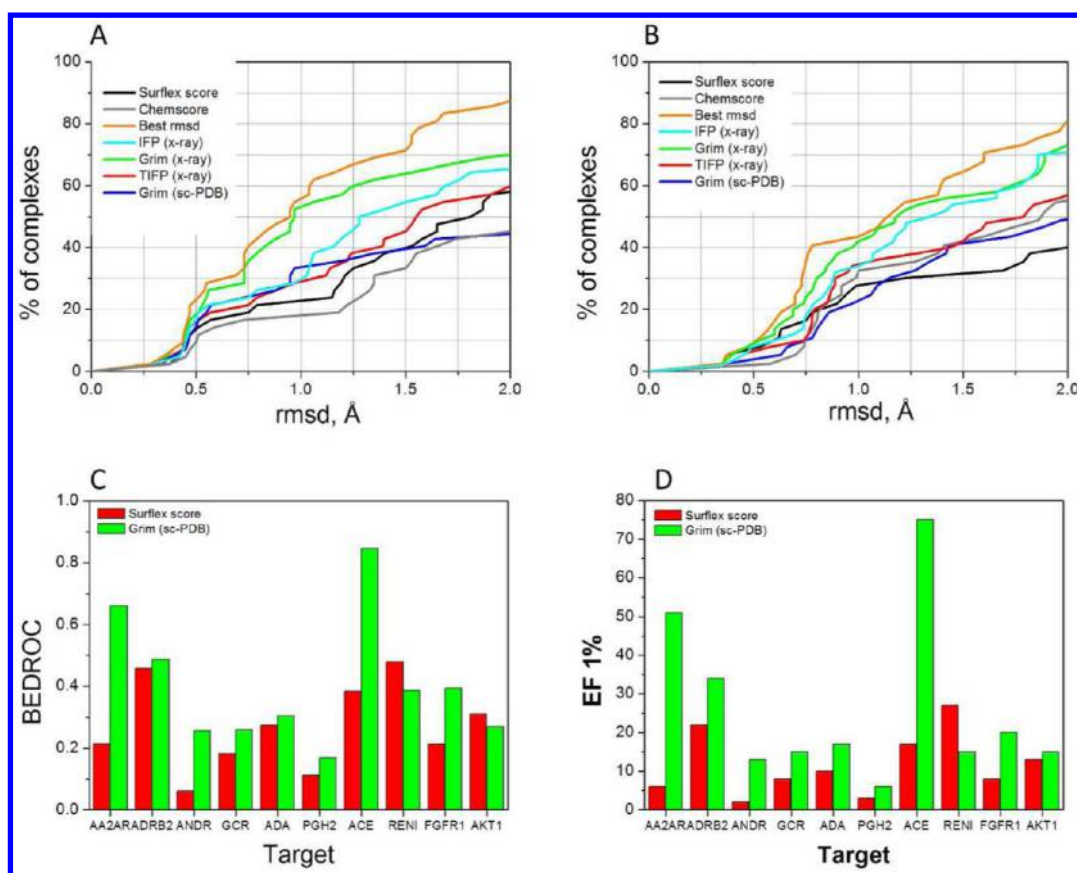 A
100
80
60
40
20
0
% of complexes
Surflex score
Chemscore
Best rmsd
IFP (x-ray)
Grim (x-ray)
TIFP (x-ray)
Grim (sc-PDB)
0.0 0.5 1.0 1.5 2.0
rmsd, Å
B
100
80
60
40
20
0
% of complexes
Surflex score
Chemscore
Best rmsd
IFP (x-ray)
Grim (x-ray)
TIFP (x-ray)
Grim (sc-PDB)
0.0 0.5 1.0 1.5 2.0
rmsd, Å
C
1.0
0.8
0.6
0.4
0.2
0.0
BEDROC
Surflex score
Grim (sc-PDB)
AA2AR ADRB2 ANDR GCR ADA PGH2 ACE RENI FGFR1 AKT1
Target
D
80
70
60
50
40
30
20
10
0
EF 1%
Surflex score
Grim (sc-PDB)
AA2AR ADRB2 ANDR GCR ADA PGH2 ACE RENI FGFR1 AKT1
Target